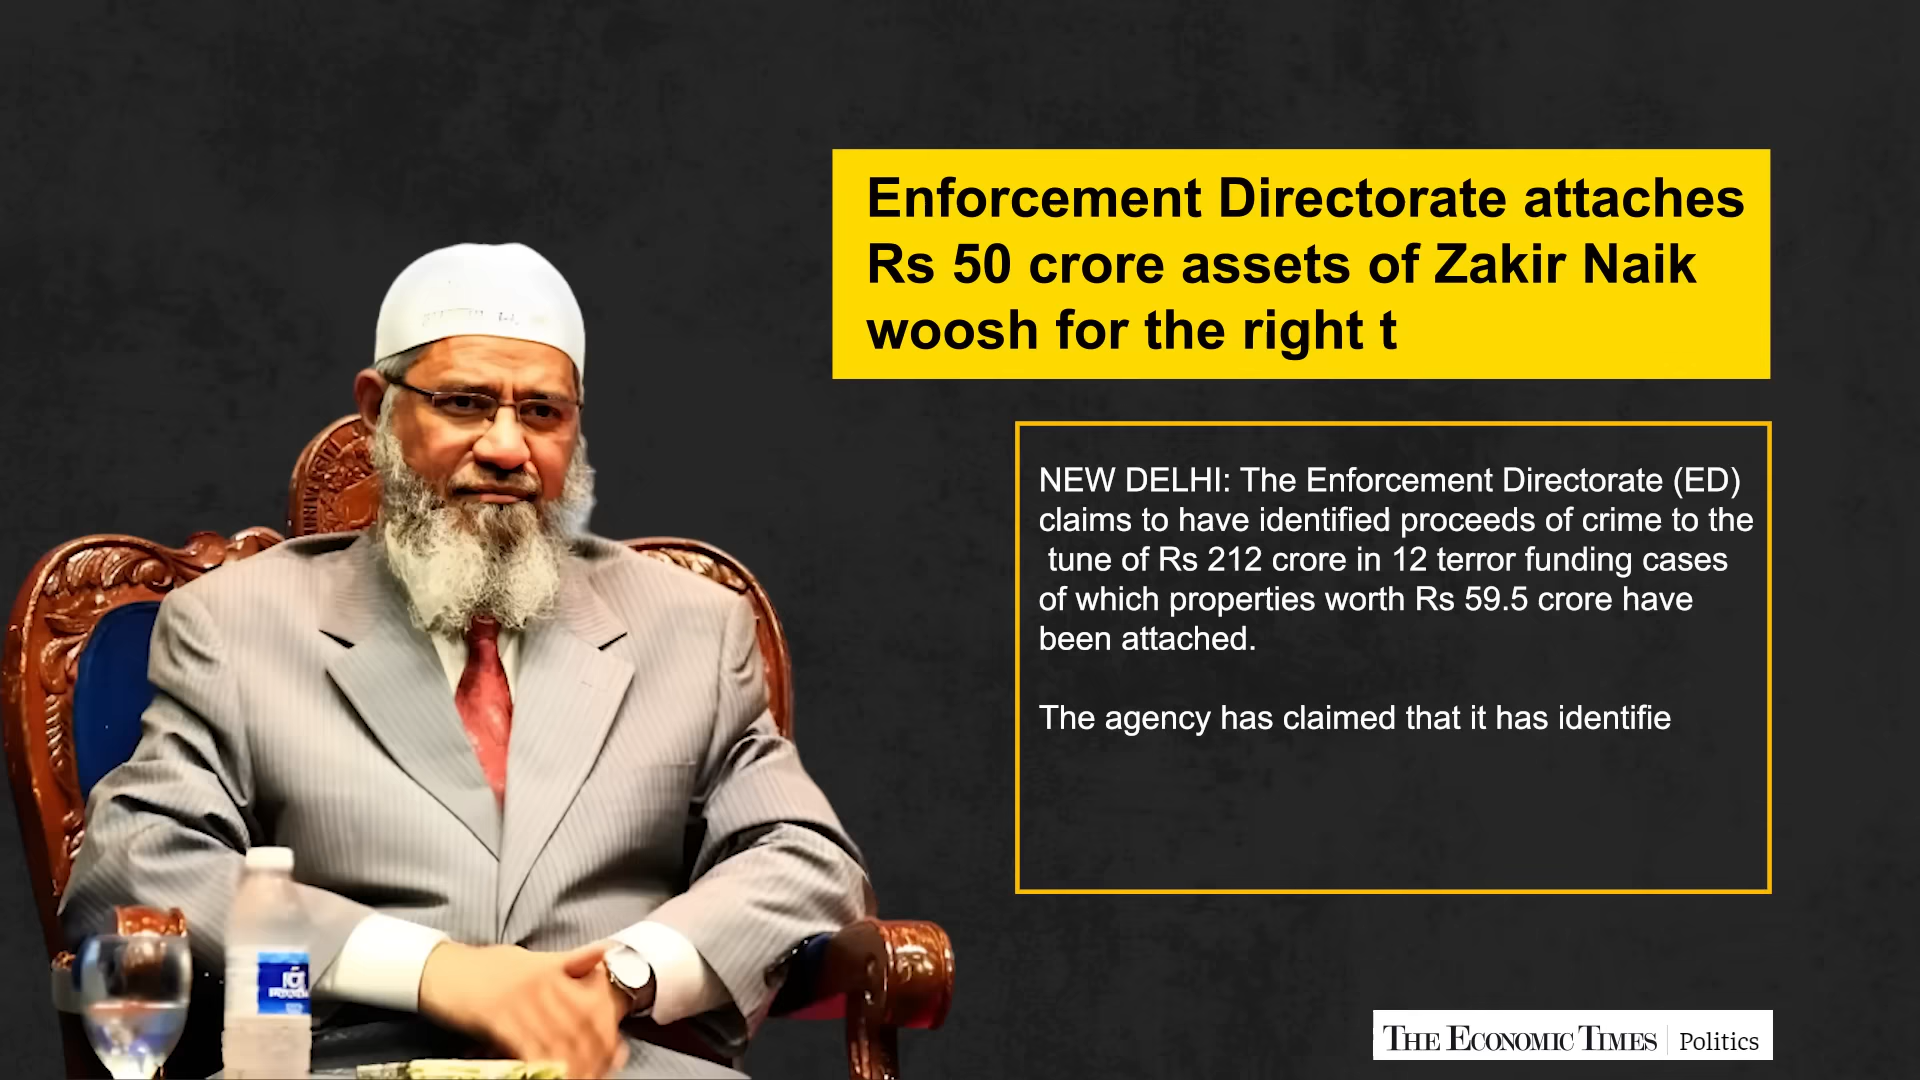 Enforcement Directorate attaches
Rs 50 crore assets of Zakir Naik
woosh for the right t
NEW DELHI: The Enforcement Directorate (ED)
claims to have identified proceeds of crime to the
tune of Rs 212 crore in 12 terror funding cases
of which properties worth Rs 59.5 crore have
been attached.
The agency has claimed that it has identifie
THE ECONOMIC TIMES | Politics